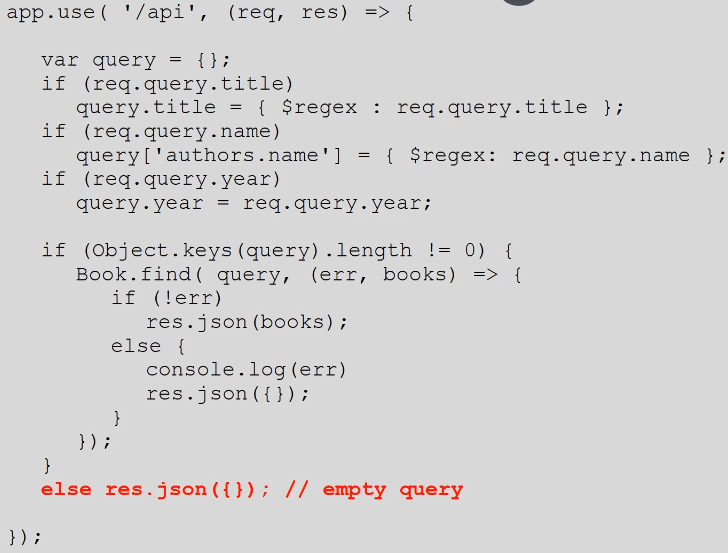 app.use( '/api', (req, res) => {
var query = {};
if (req.query.title)
query.title = { $regex : req.query.title };
if (req.query.name)
query['authors.name'] = { $regex: req.query.name };
if (req.query.year)
query.year = req.query.year;
if (Object.keys(query).length != 0) {
Book.find( query, (err, books) => {
if (!err)
res.json(books);
else {
console.log(err)
res.json({});
}
});
}
else res.json({}); // empty query
});